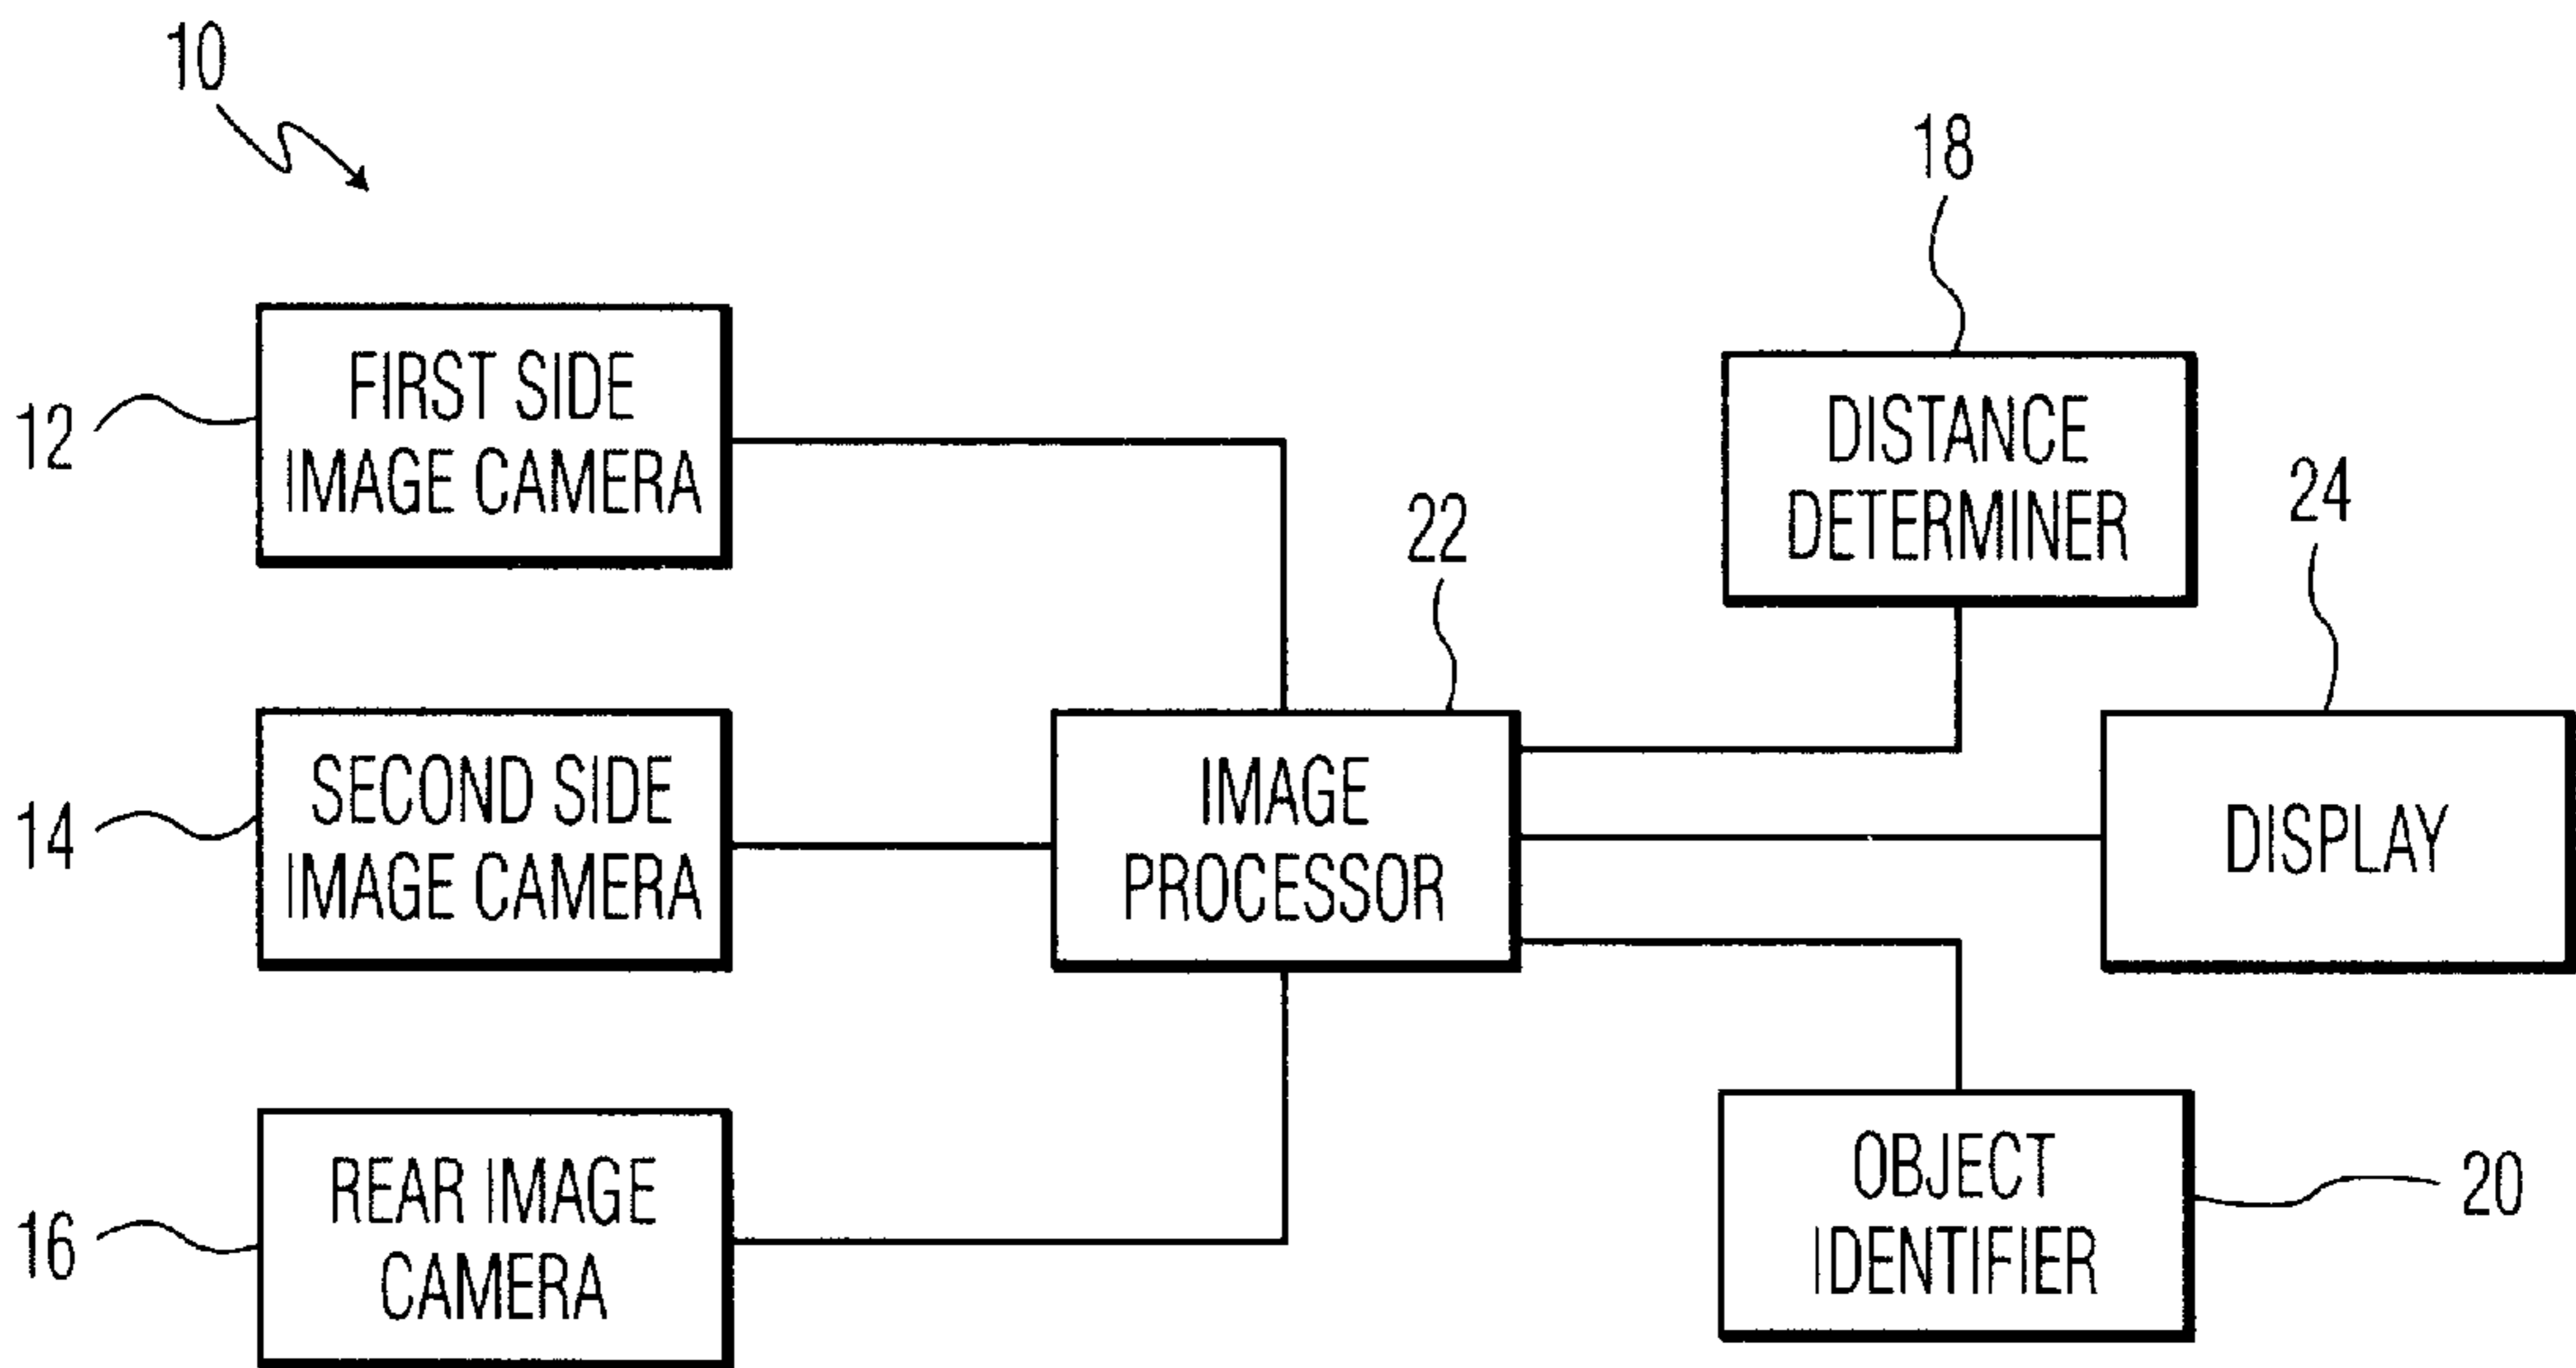 10
18
12
FIRST SIDE
IMAGE CAMERA
DISTANCE
DETERMINER
22
24
14
SECOND SIDE
IMAGE CAMERA
IMAGE
PROCESSOR
DISPLAY
16
REAR IMAGE
CAMERA
OBJECT
IDENTIFIER
20